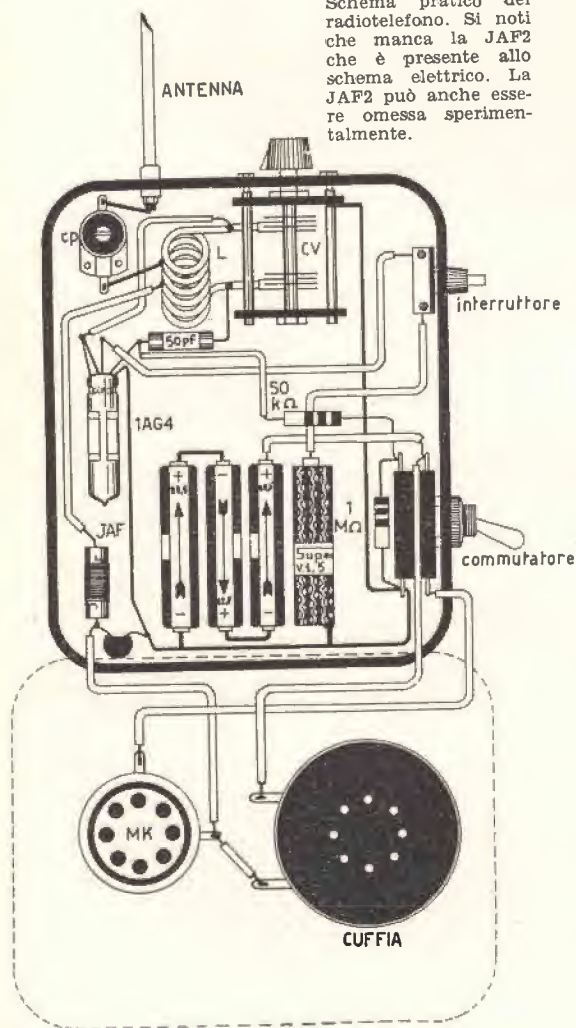 Schema pratico del
radiotelefono. Si noti
che manca la JAF2
che è presente allo
schema elettrico. La
JAF2 può anche esse-
re omessa sperimen-
talmente.
ANTENNA
cp
L
CV
interruttore
50pf
50
kΩ
1AG4
JAF
1
MΩ
+
-
+
-
+
-
Super
V1.5
commutatore
MK
CUFFIA